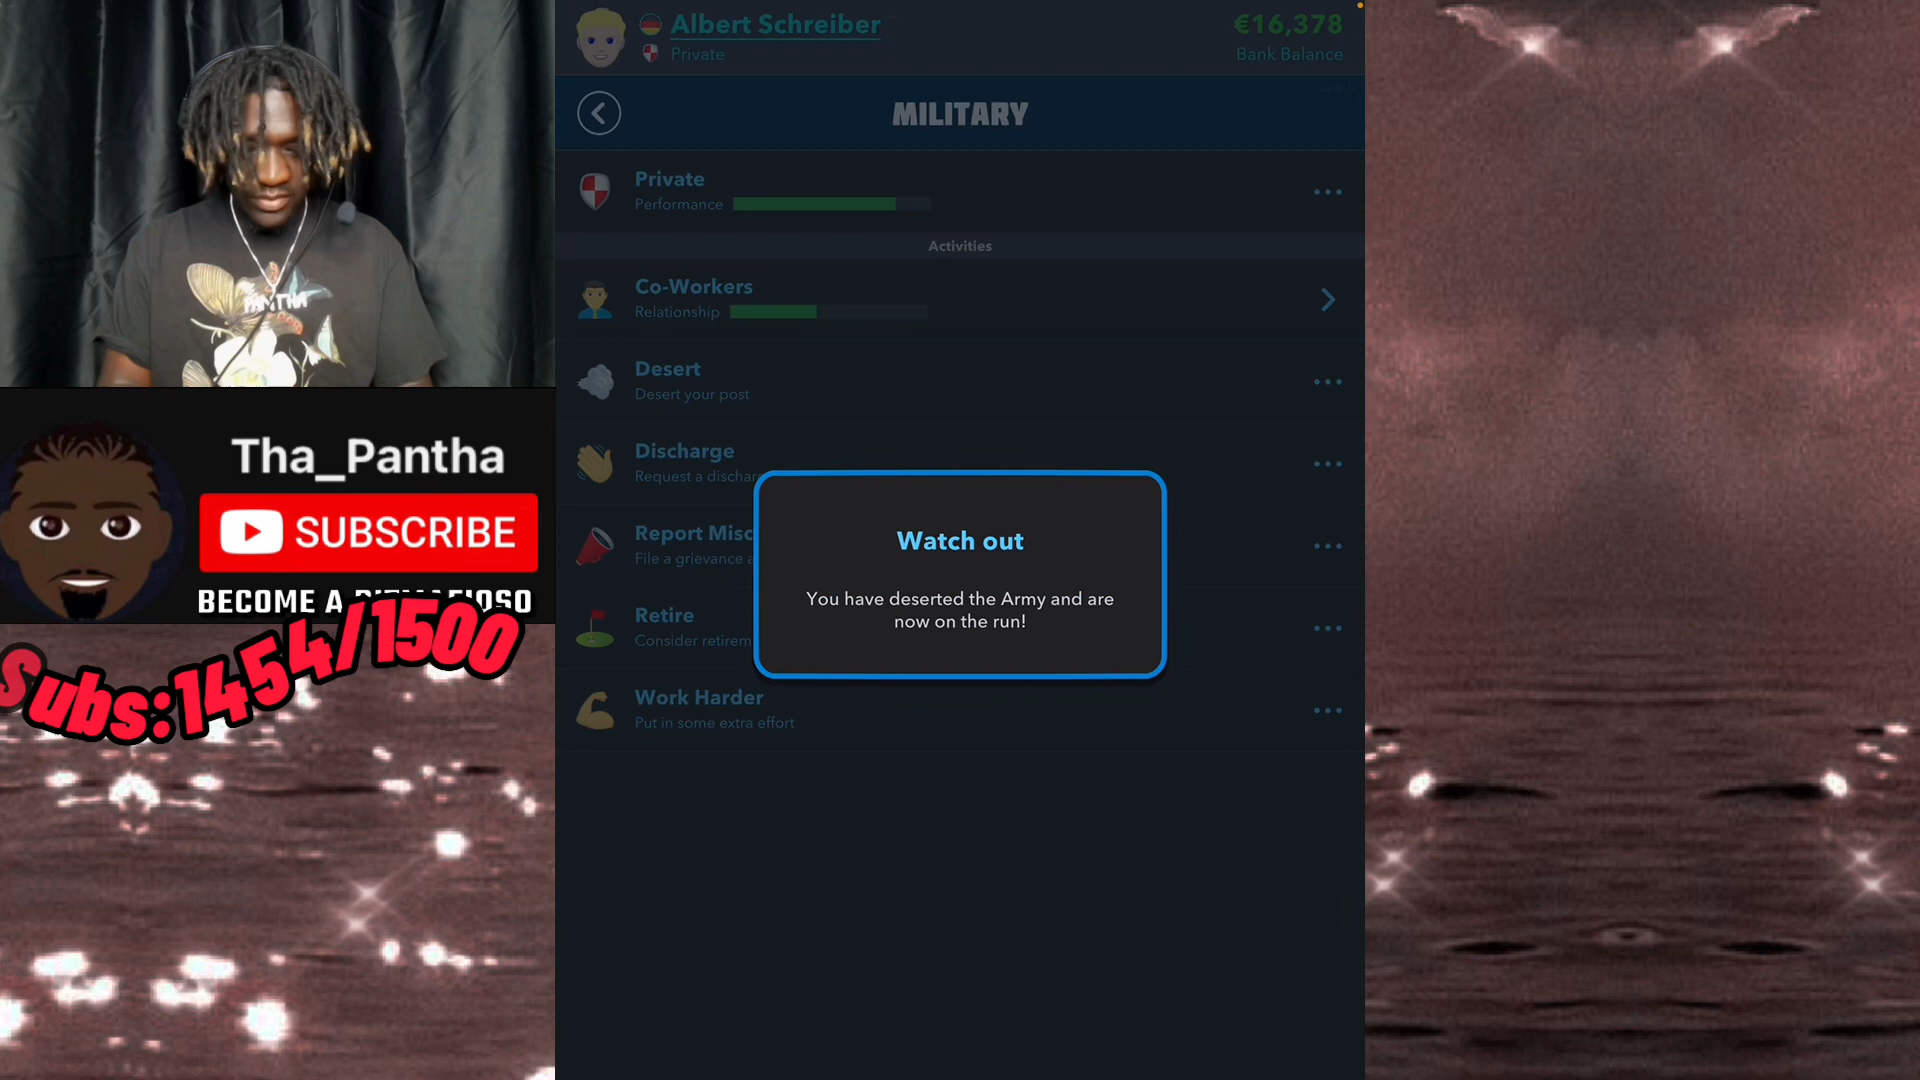 Albert Schreiber
Private
€16,378
Bank Balance
MILITARY
Private
Performance
Activities
Co-Workers
Relationship
Desert
Desert your post
Discharge
Request a dischar
Report Misc
File a grievance a
Retire
Consider retirem
Work Harder
Put in some extra effort
Watch out
You have deserted the Army and are
now on the run!
PANTHA
Tha_Pantha
SUBSCRIBE
BECOME A
Subs:1454/1500